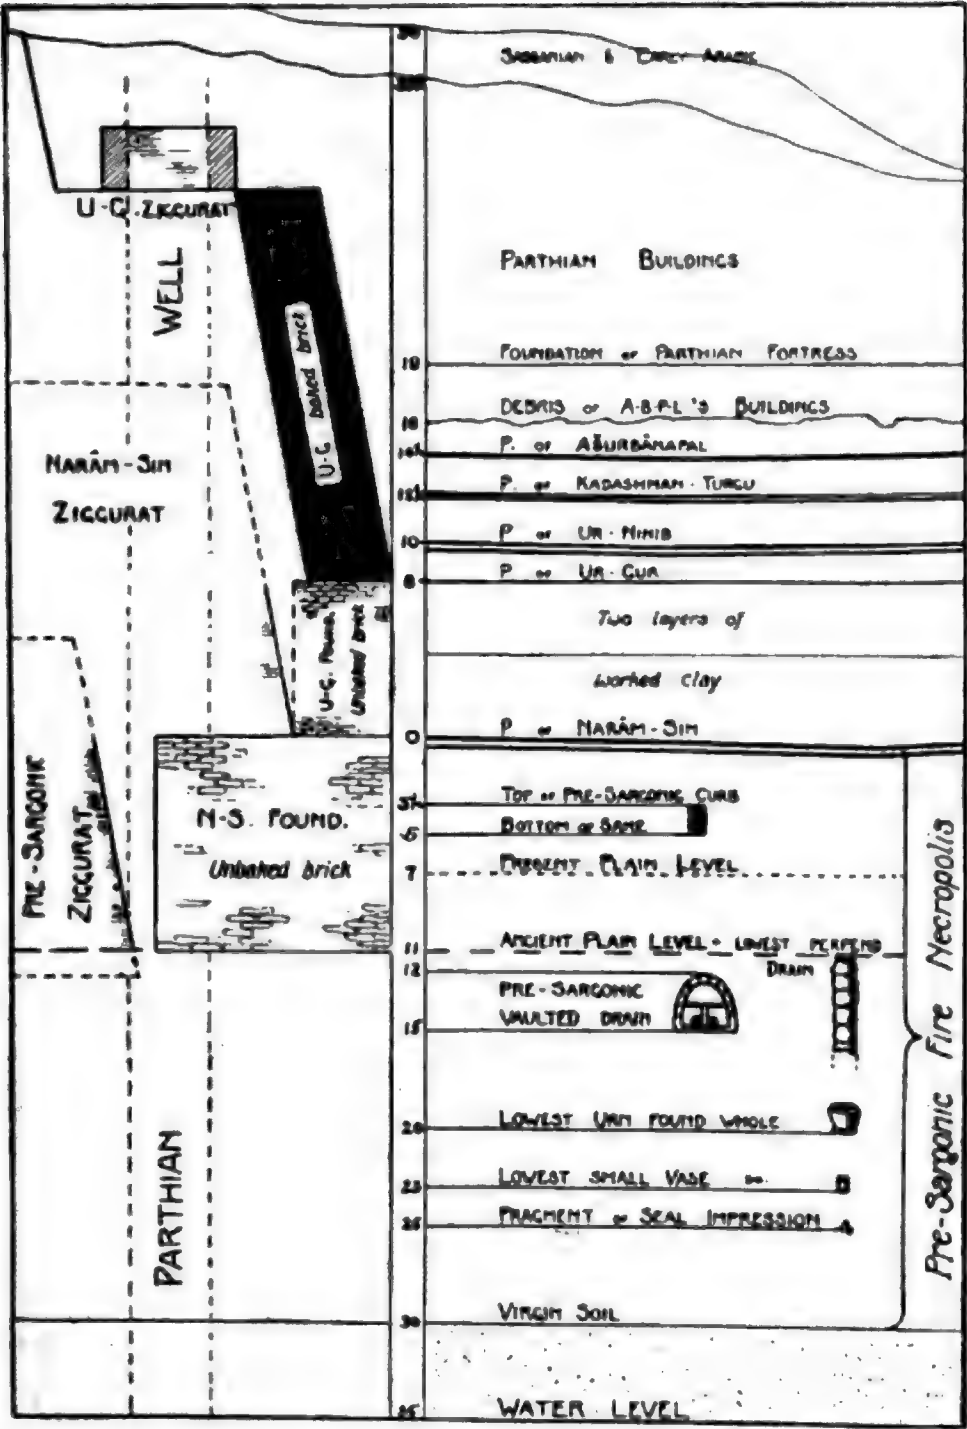 SASSANIAN & EARLY ARABIC
U-G. ZIGGURAT
WELL
PARTHIAN BUILDINGS
U-G. baked brick
FOUNDATION OF PARTHIAN FORTRESS
19
DEBRIS OF A-B-P-L'S BUILDINGS
16
P. OF AŠURBÂNAPAL
P. OF KADASHMAN-TURGU
NARÂM-SIN
ZIGGURAT
P OF UR-NINIB
10
P OF UR-GUR
8
Two layers of
worked clay
U-G. FOUND.
Unbaked brick
P OF NARÂM-SIN
0
PRE-SARGONIC
ZIGGURAT
N-S. FOUND.
Unbaked brick
TOP OF PRE-SARGONIC CURB
BOTTOM OF SAME
5
PRESENT PLAIN LEVEL
7
ANCIENT PLAIN LEVEL - LOWEST PERPEND
DRAIN
11
12
PRE-SARGONIC
VAULTED DRAIN
15
LOWEST URN FOUND WHOLE
20
LOWEST SMALL VASE DO.
23
FRAGMENT OF SEAL IMPRESSION
25
Pre-Sargonic Fire Necropolis
PARTHIAN
VIRGIN SOIL
30
WATER LEVEL
35